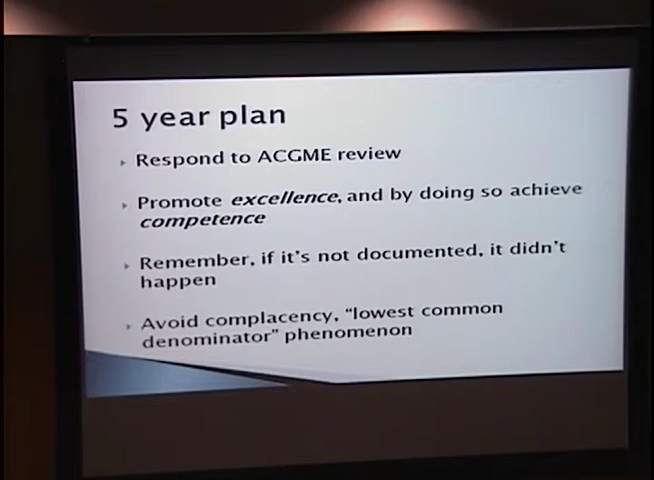 5 year plan
Respond to ACGME review
Promote excellence, and by doing so achieve
competence
Remember, if it's not documented, it didn't
happen
Avoid complacency, "lowest common
denominator" phenomenon